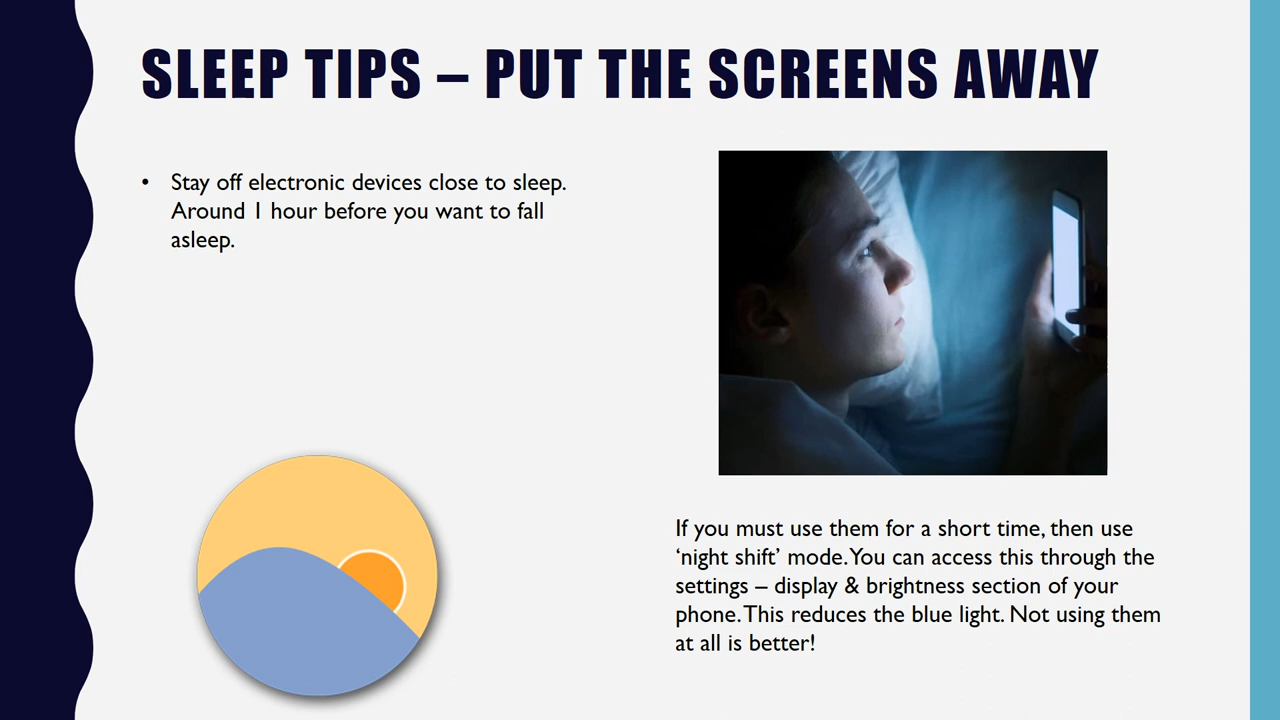 SLEEP TIPS – PUT THE SCREENS AWAY
• Stay off electronic devices close to sleep.
Around 1 hour before you want to fall
asleep.
If you must use them for a short time, then use
‘night shift’ mode. You can access this through the
settings – display & brightness section of your
phone. This reduces the blue light. Not using them
at all is better!